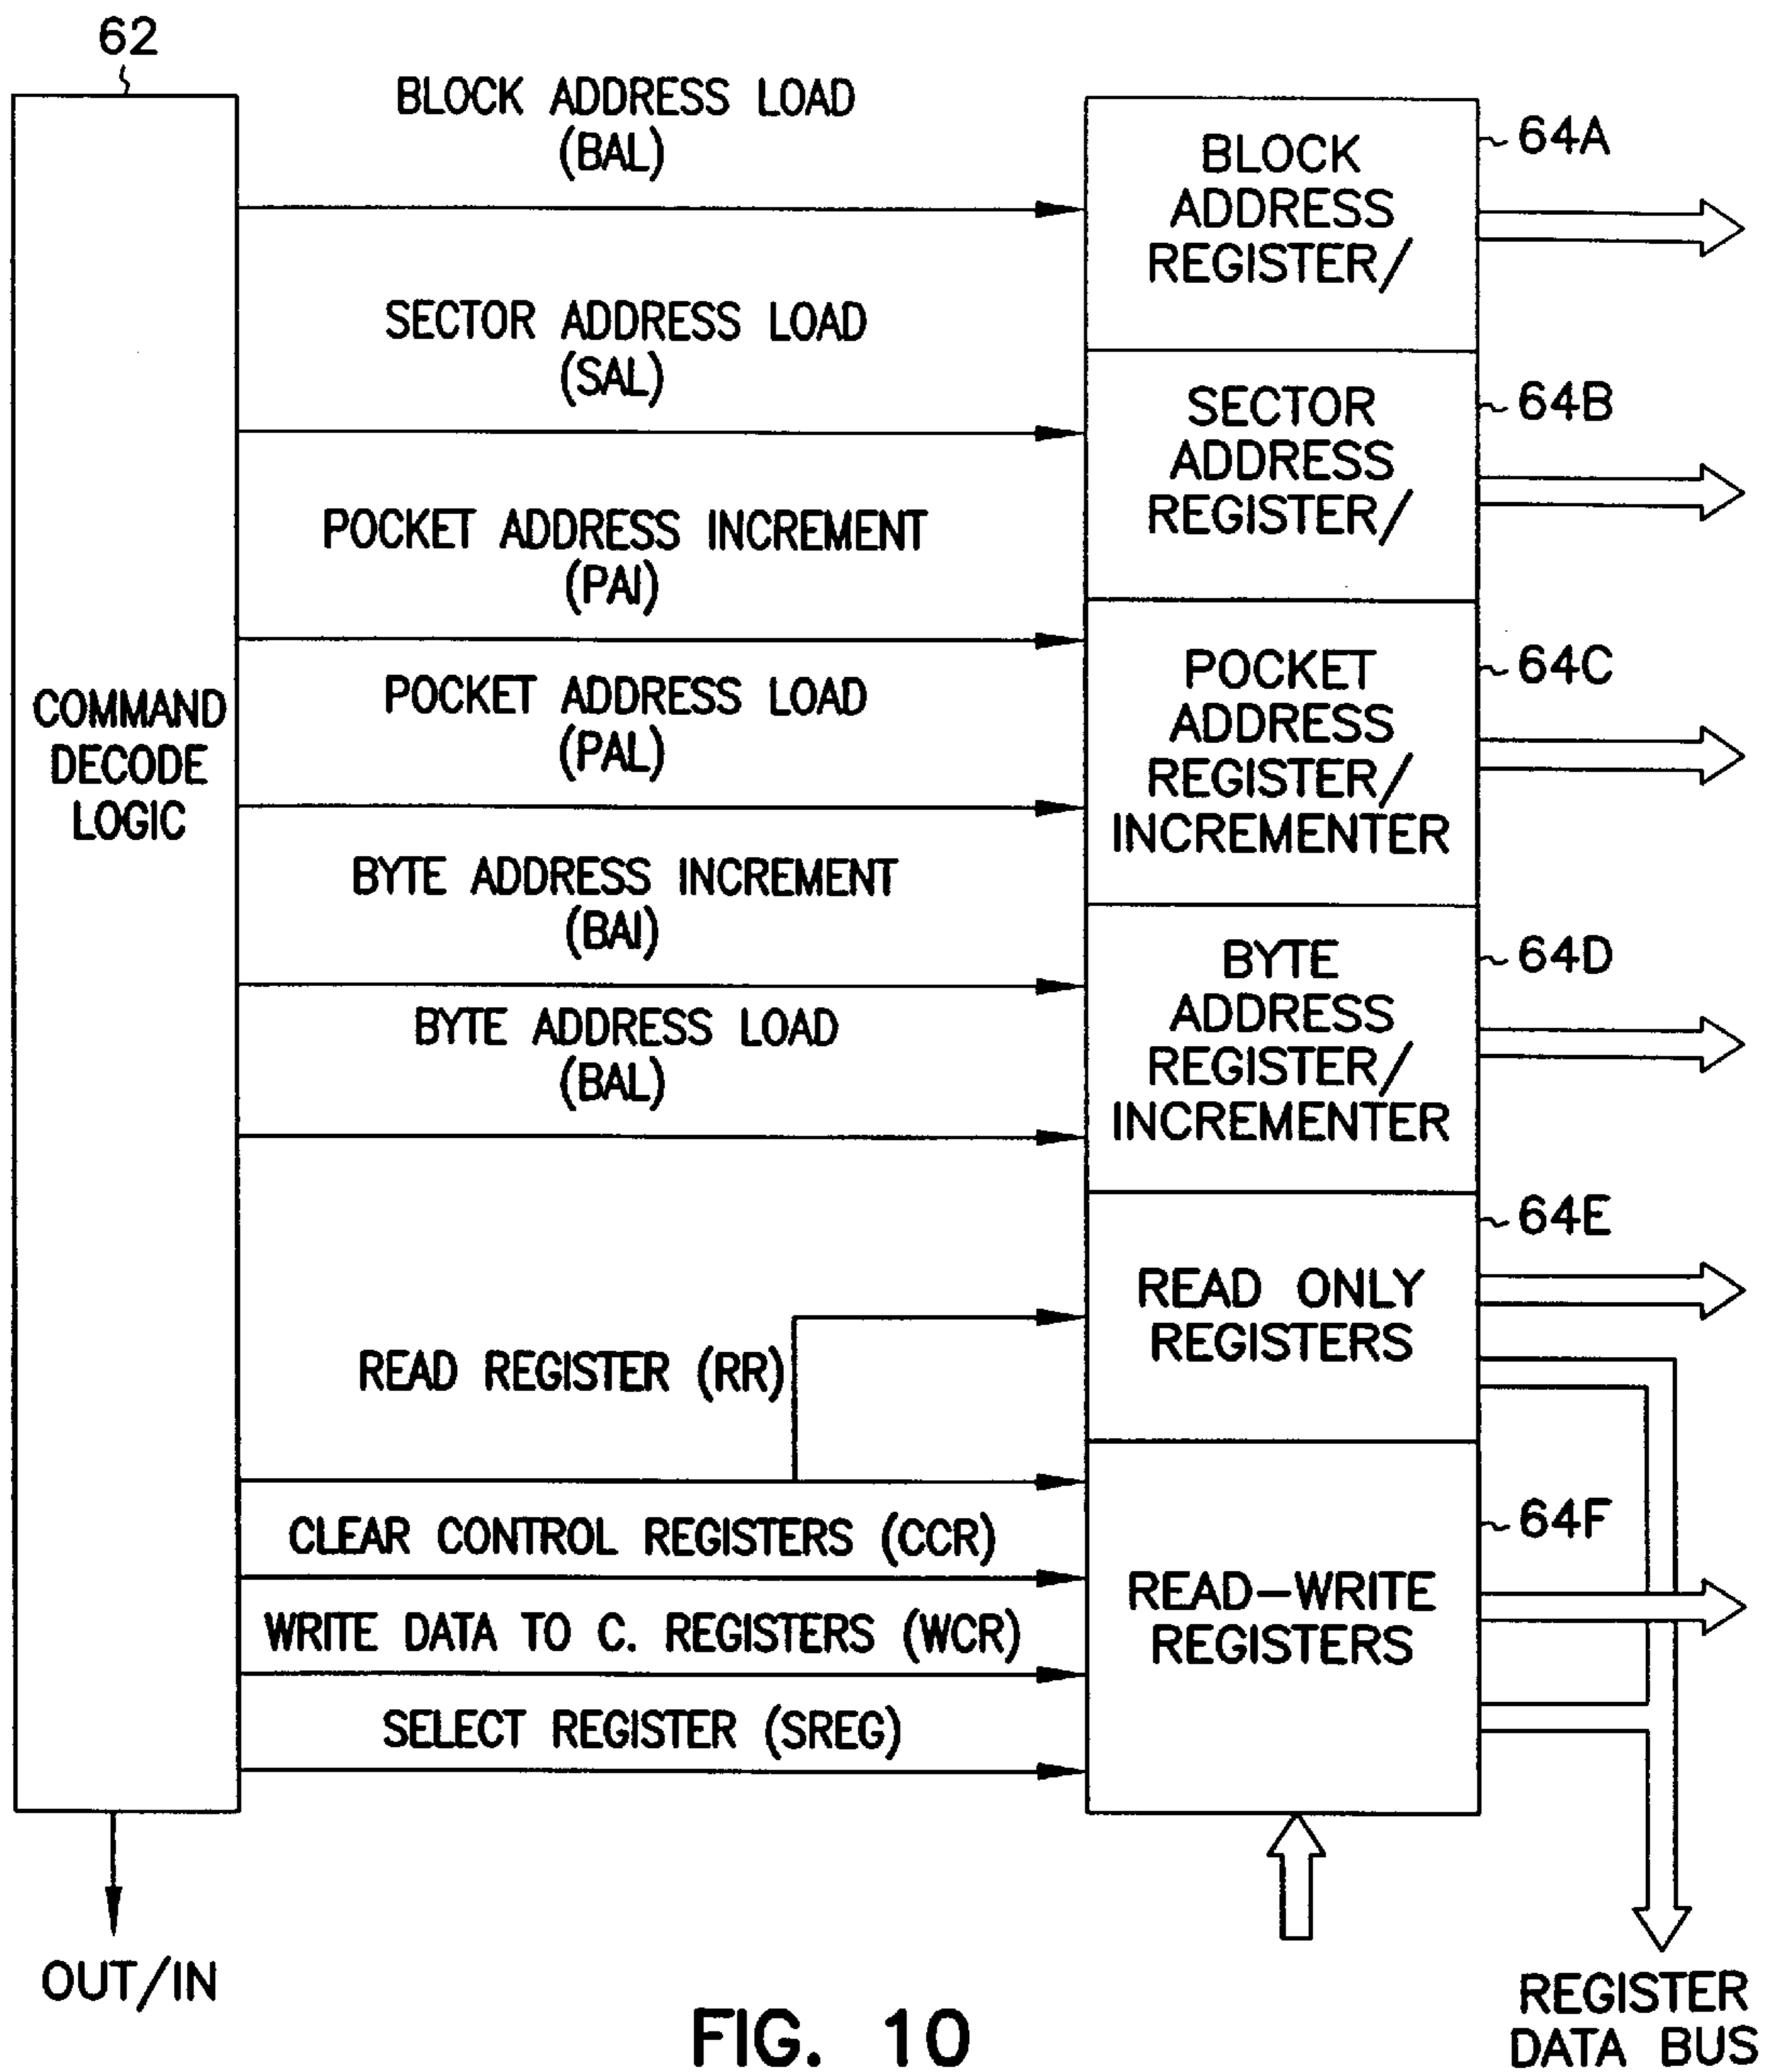 62
BLOCK ADDRESS LOAD
(BAL)
SECTOR ADDRESS LOAD
(SAL)
POCKET ADDRESS INCREMENT
(PAI)
POCKET ADDRESS LOAD
(PAL)
BYTE ADDRESS INCREMENT
(BAI)
BYTE ADDRESS LOAD
(BAL)
READ REGISTER (RR)
CLEAR CONTROL REGISTERS (CCR)
WRITE DATA TO C. REGISTERS (WCR)
SELECT REGISTER (SREG)
COMMAND
DECODE
LOGIC
OUT/IN
BLOCK
ADDRESS
REGISTER/
64A
SECTOR
ADDRESS
REGISTER/
64B
POCKET
ADDRESS
REGISTER/
INCREMENTER
64C
BYTE
ADDRESS
REGISTER/
INCREMENTER
64D
READ ONLY
REGISTERS
64E
READ-WRITE
REGISTERS
64F
REGISTER
DATA BUS
FIG. 10